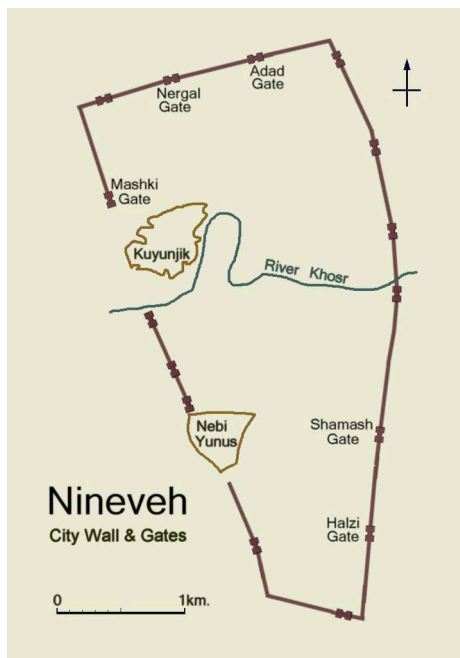 Adad
Gate
Nergal
Gate
Mashki
Gate
Kuyunjik
River Khosr
Shamash
Gate
Nebi
Yunus
Nineveh
City Wall & Gates
Halzi
Gate
0 1km.